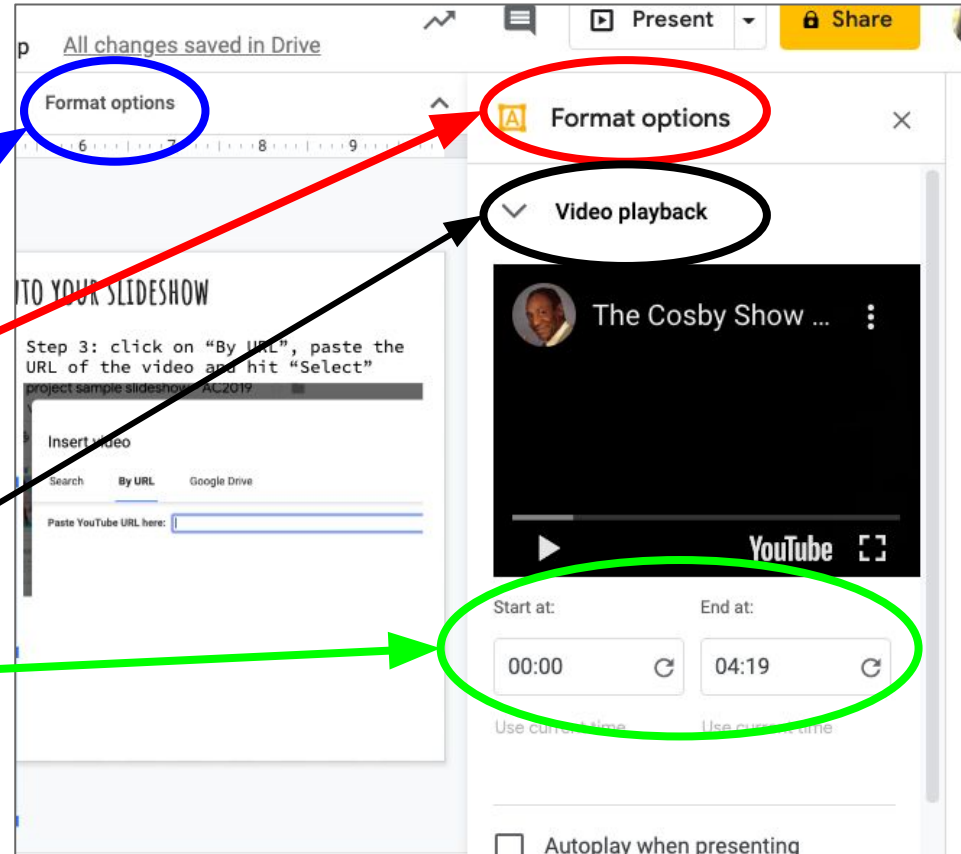 Present
Share
p All changes saved in Drive
Format options
6 7 8 9
Format options
Video playback
The Cosby Show ...
YouTube
Start at: End at:
00:00 04:19
Use current time Use current time
Autoplay when presenting
TO YOUR SLIDESHOW
Step 3: click on “By URL”, paste the
URL of the video and hit “Select”
project sample slideshow AC2019
Insert video
Search By URL Google Drive
Paste YouTube URL here: